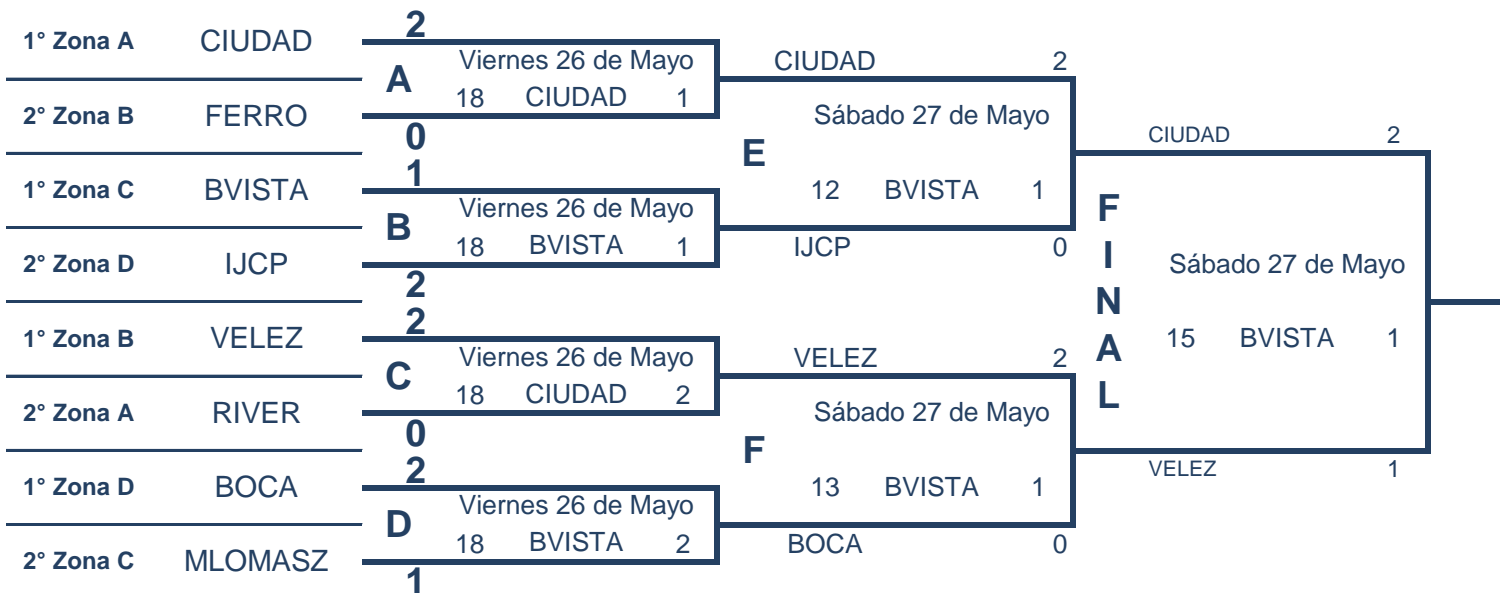 2
1° Zona A CIUDAD
Viernes 26 de Mayo
A
18 CIUDAD 1
2° Zona B FERRO
0
1
1° Zona C BVISTA
Viernes 26 de Mayo
B
18 BVISTA 1
2° Zona D IJCP
2
2
1° Zona B VELEZ
Viernes 26 de Mayo
C
18 CIUDAD 2
2° Zona A RIVER
0
2
1° Zona D BOCA
Viernes 26 de Mayo
D
18 BVISTA 2
2° Zona C MLOMASZ
1
CIUDAD 2
Sábado 27 de Mayo
E
12 BVISTA 1
IJCP 0
VELEZ 2
Sábado 27 de Mayo
F
13 BVISTA 1
BOCA 0
CIUDAD 2
FINAL
Sábado 27 de Mayo
15 BVISTA 1
VELEZ 1